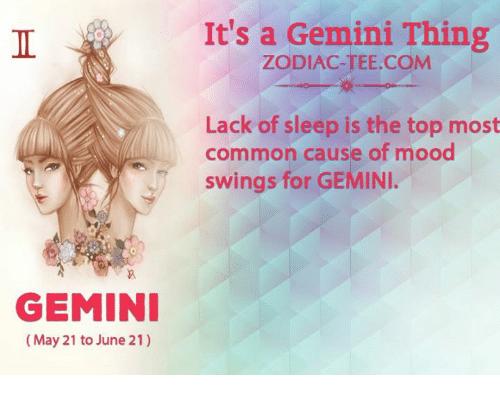 II
It's a Gemini Thing
ZODIAC-TEE.COM
Lack of sleep is the top most
common cause of mood
swings for GEMINI.
GEMINI
(May 21 to June 21)